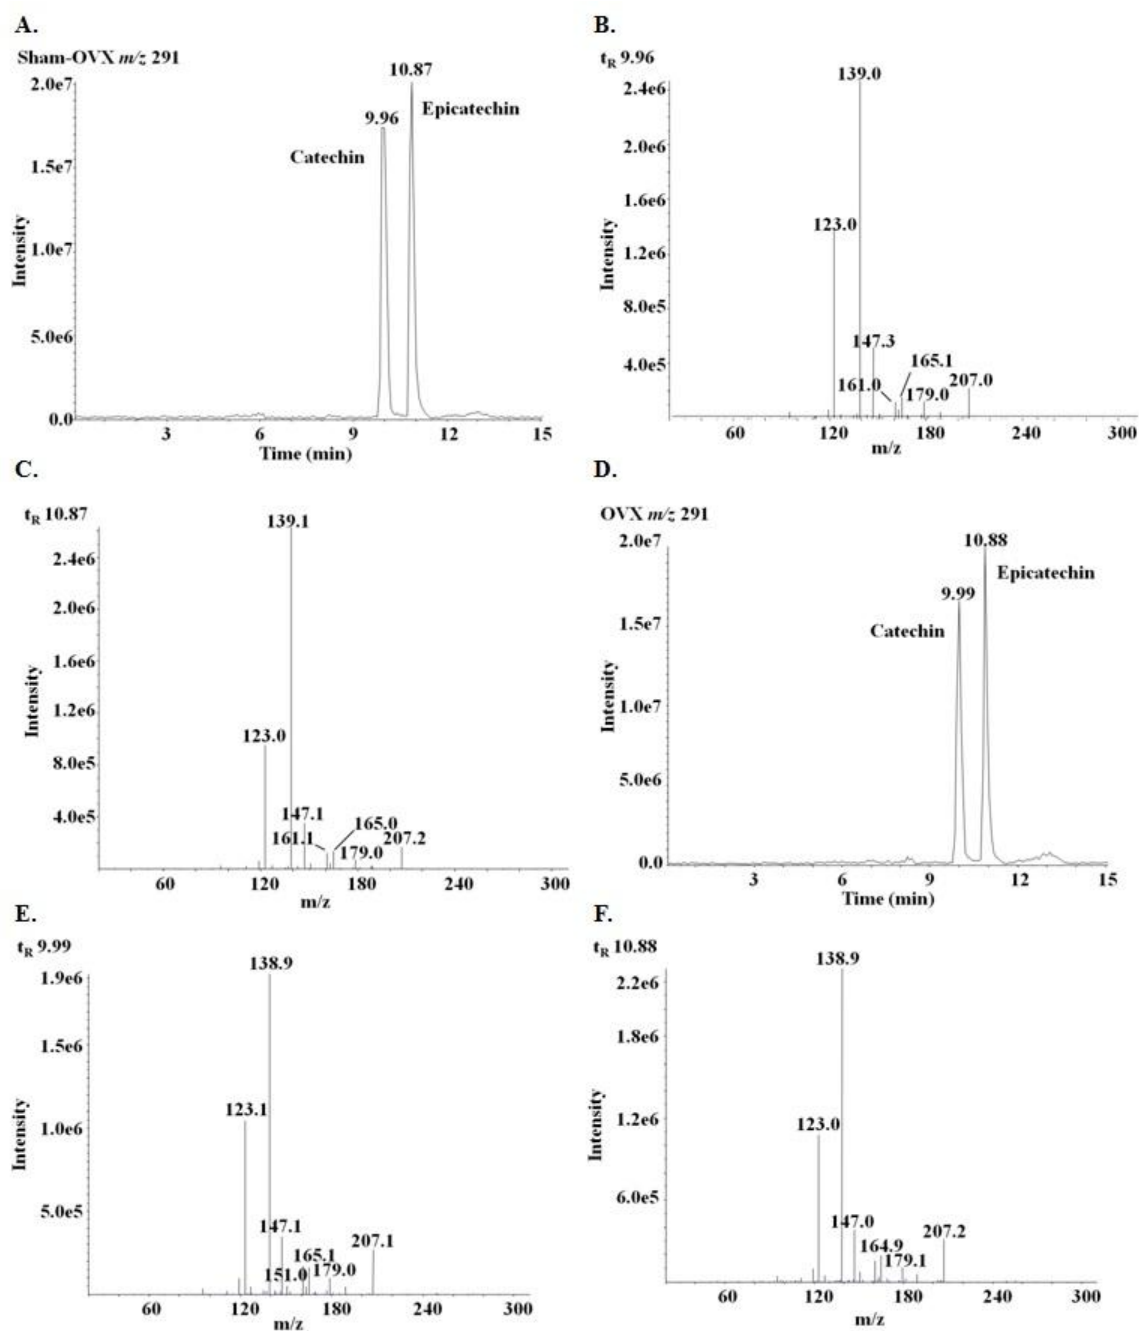 A.
Sham-OVX m/z 291
10.87
2.0e7
Epicatechin
9.96
Catechin
1.5e7
1.0e7
5.0e6
0.0
Intensity
3 6 9 12 15
Time (min)
B.
tR 9.96
139.0
2.4e6
2.0e6
1.6e6
123.0
1.2e6
8.0e5
147.3
165.1
4.0e5
161.0
179.0
207.0
Intensity
60 120 180 240 300
m/z
C.
tR 10.87
139.1
2.4e6
2.0e6
1.6e6
1.2e6
123.0
8.0e5
4.0e5
147.1
165.0
161.1
179.0
207.2
Intensity
60 120 180 240 300
m/z
D.
OVX m/z 291
2.0e7
10.88
Epicatechin
9.99
1.5e7
Catechin
1.0e7
5.0e6
0.0
Intensity
3 6 9 12 15
Time (min)
E.
tR 9.99
138.9
1.9e6
1.5e6
123.1
1.0e6
5.0e5
147.1
165.1
207.1
151.0
179.0
Intensity
60 120 180 240 300
m/z
F.
tR 10.88
138.9
2.2e6
1.8e6
1.2e6
123.0
6.0e5
147.0
164.9
207.2
179.1
Intensity
60 120 180 240 300
m/z